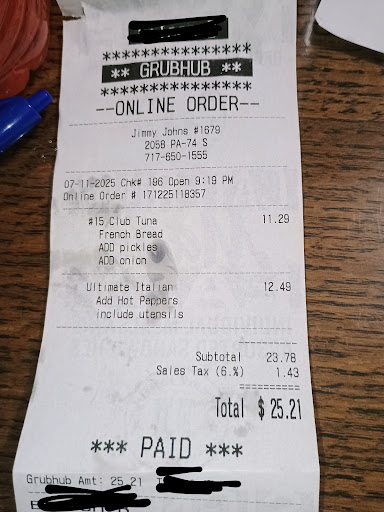 ***************
** GRUBHUB **
***************
--ONLINE ORDER--
Jimmy Johns #1679
205B PA-74 S
717-650-1555
07-11-2025 Chk# 196 Open 9:19 PM
Online Order # 171225118357
#15 Club Tuna 11.29
French Bread
ADD pickles
ADD onion
Ultimate Italian 12.49
Add Hot Peppers
include utensils
Subtotal 23.78
Sales Tax (6.%) 1.43
Total $ 25.21
*** PAID ***
Grubhub Amt: 25.21